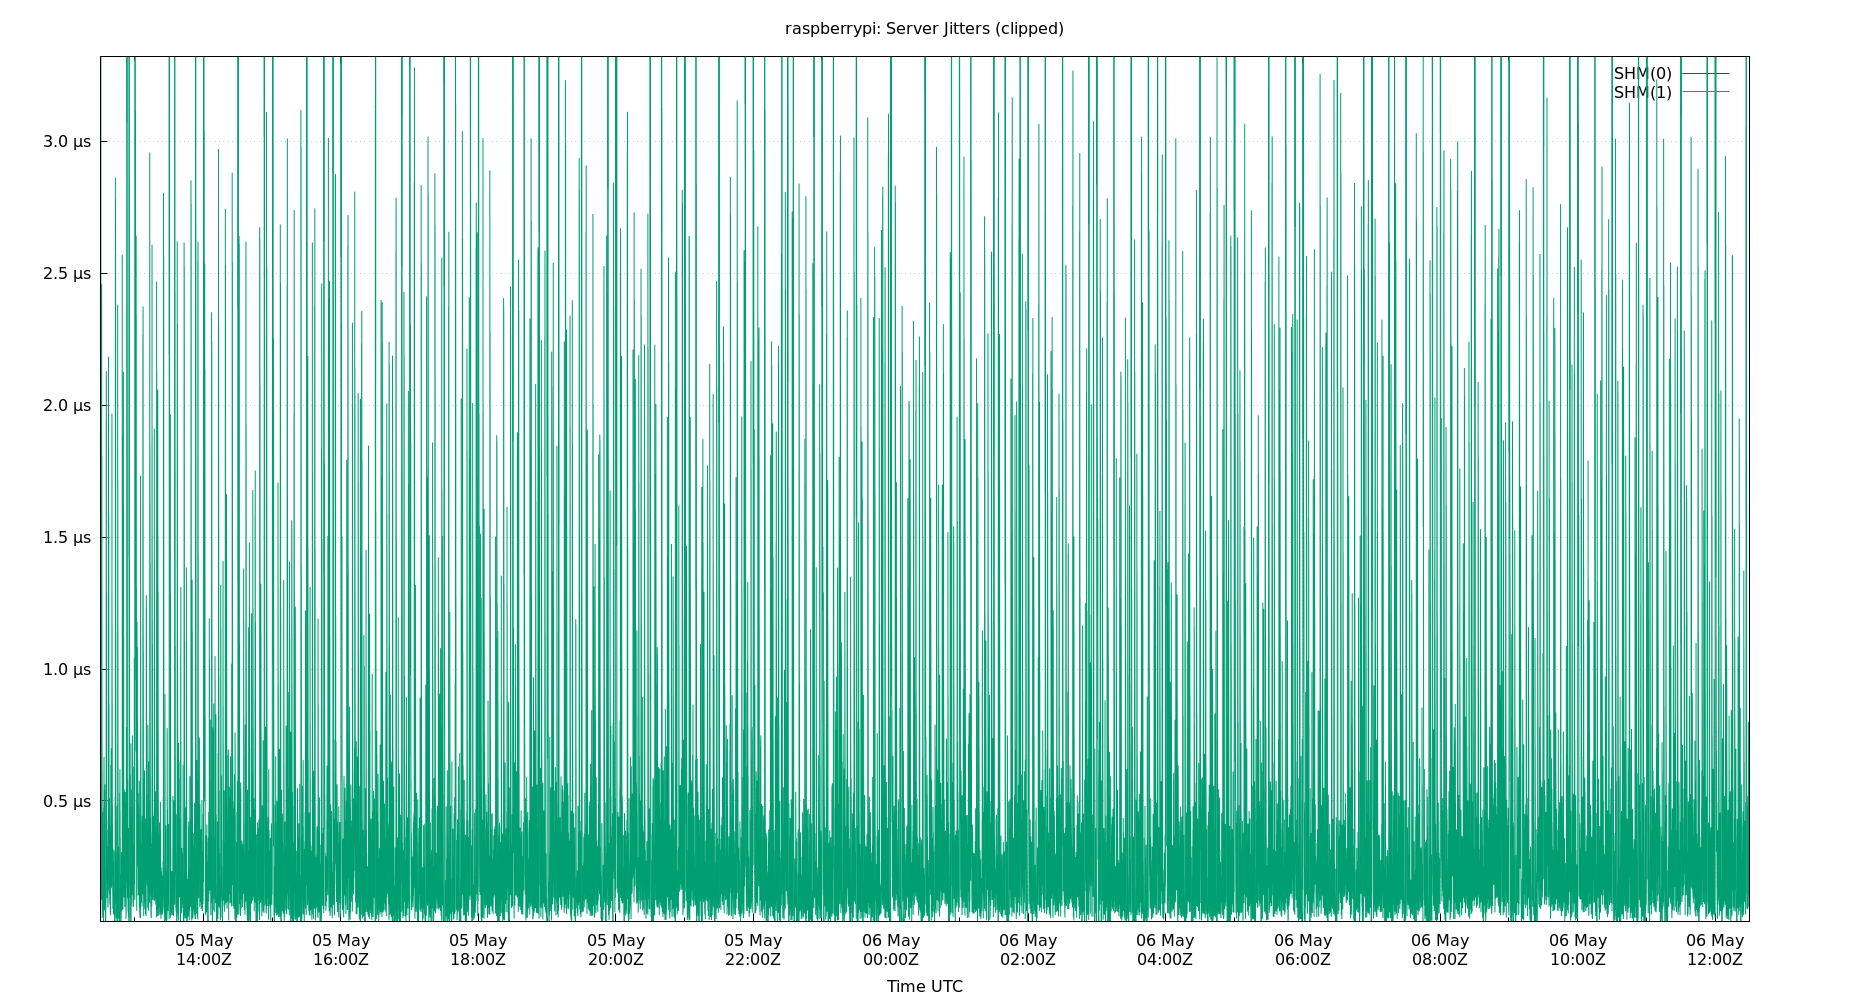 raspberrypi: Server Jitters (clipped)
SHM(0)
SHM(1)
3.0 µs
2.5 µs
2.0 µs
1.5 µs
1.0 µs
0.5 µs
05 May 05 May 05 May 05 May 05 May 06 May 06 May 06 May 06 May 06 May 06 May 06 May
14:00Z 16:00Z 18:00Z 20:00Z 22:00Z 00:00Z 02:00Z 04:00Z 06:00Z 08:00Z 10:00Z 12:00Z
Time UTC